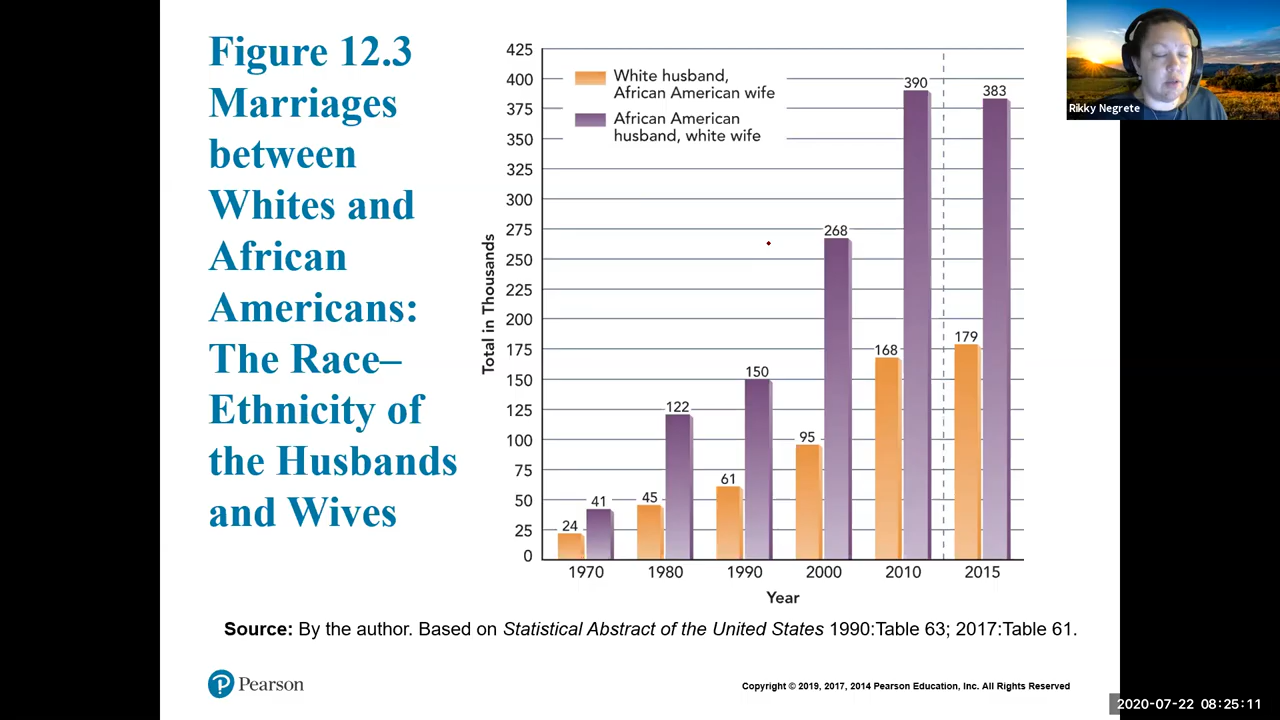 Figure 12.3
Marriages
between
Whites and
African
Americans:
The Race–
Ethnicity of
the Husbands
and Wives
Total in Thousands
425
400
375
350
325
300
275
250
225
200
175
150
125
100
75
50
25
0
White husband,
African American wife
African American
husband, white wife
24
41
45
122
61
150
95
268
168
390
179
383
1970
1980
1990
2000
2010
2015
Year
Source: By the author. Based on Statistical Abstract of the United States 1990:Table 63; 2017:Table 61.
Pearson
Copyright © 2019, 2017, 2014 Pearson Education, Inc. All Rights Reserved
Rikky Negrete
2020-07-22 08:25:11